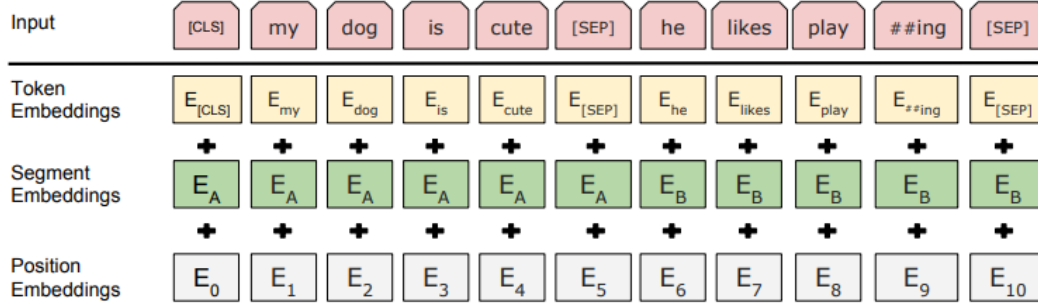 Input [CLS] my dog is cute [SEP] he likes play ##ing [SEP]
Token Embeddings E[CLS] Emy Edog Eis Ecute E[SEP] Ehe Elikes Eplay E##ing E[SEP]
+ + + + + + + + + + +
Segment Embeddings EA EA EA EA EA EA EB EB EB EB EB
+ + + + + + + + + + +
Position Embeddings E0 E1 E2 E3 E4 E5 E6 E7 E8 E9 E10